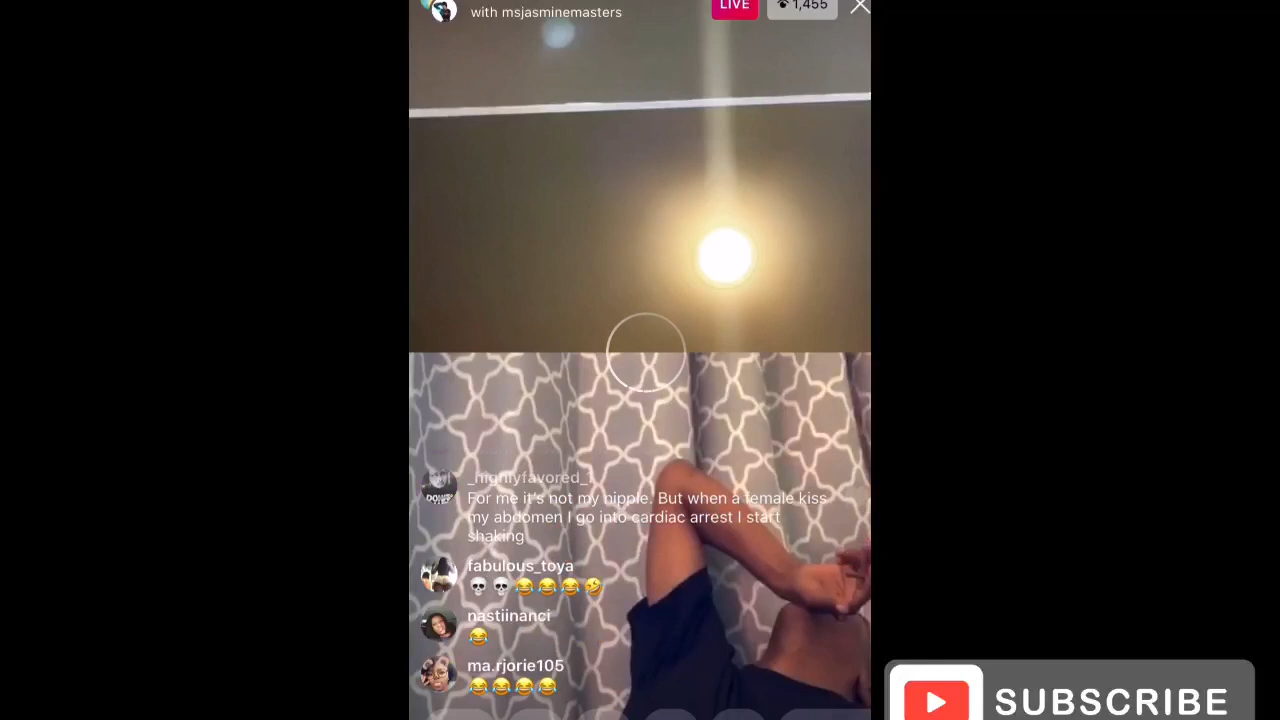 with msjasminemasters
LIVE
1,455
_highlyfavored_1
For me it's not my nipple. But when a female kiss
my abdomen I go into cardiac arrest I start
shaking
fabulous_toya
💀💀😂😂😂🤣
nastiinanci
😂
ma.rjorie105
😂😂😂😂
SUBSCRIBE